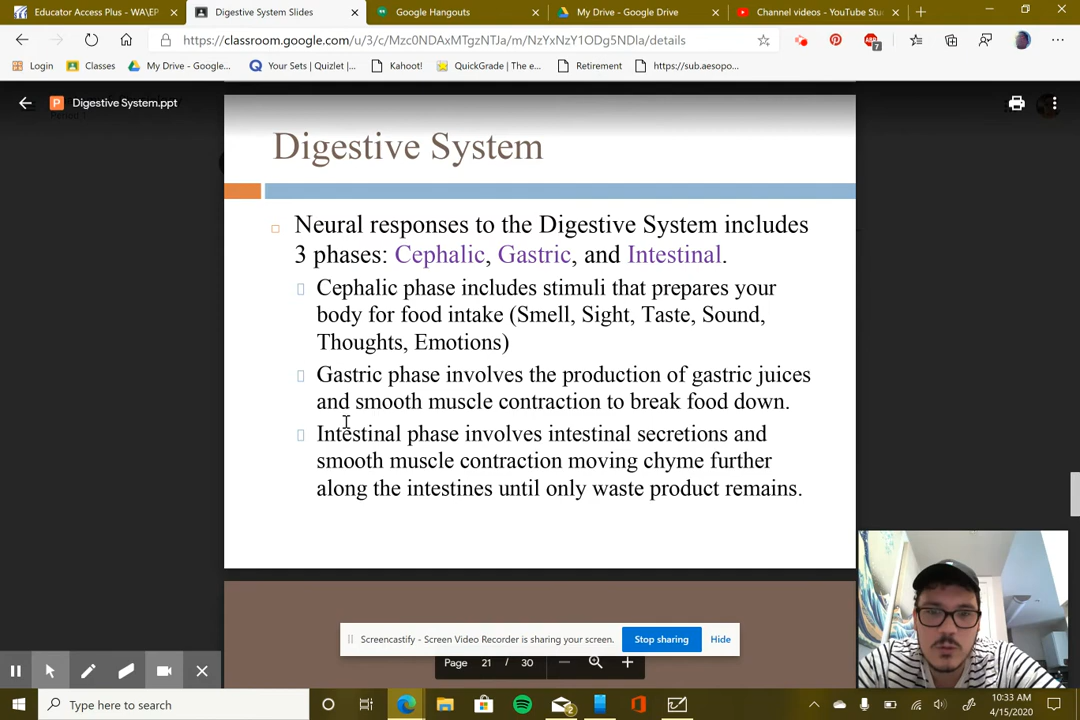 Educator Access Plus - WA\EP
Digestive System Slides
Google Hangouts
My Drive - Google Drive
Channel videos - YouTube Stu
https://classroom.google.com/u/3/c/Mzc0NDAxMTgzNTJa/m/NzYxNzY1ODg5NDla/details
7
Login
Classes
My Drive - Google...
Your Sets | Quizlet |...
Kahoot!
QuickGrade | The e...
Retirement
https://sub.aesopo...
Digestive System.ppt
Period 1
Digestive System
Neural responses to the Digestive System includes
3 phases: Cephalic, Gastric, and Intestinal.
Cephalic phase includes stimuli that prepares your
body for food intake (Smell, Sight, Taste, Sound,
Thoughts, Emotions)
Gastric phase involves the production of gastric juices
and smooth muscle contraction to break food down.
Intestinal phase involves intestinal secretions and
smooth muscle contraction moving chyme further
along the intestines until only waste product remains.
Screencastify - Screen Video Recorder is sharing your screen.
Stop sharing
Hide
Page 21 / 30
Type here to search
2
10:33 AM
4/15/2020